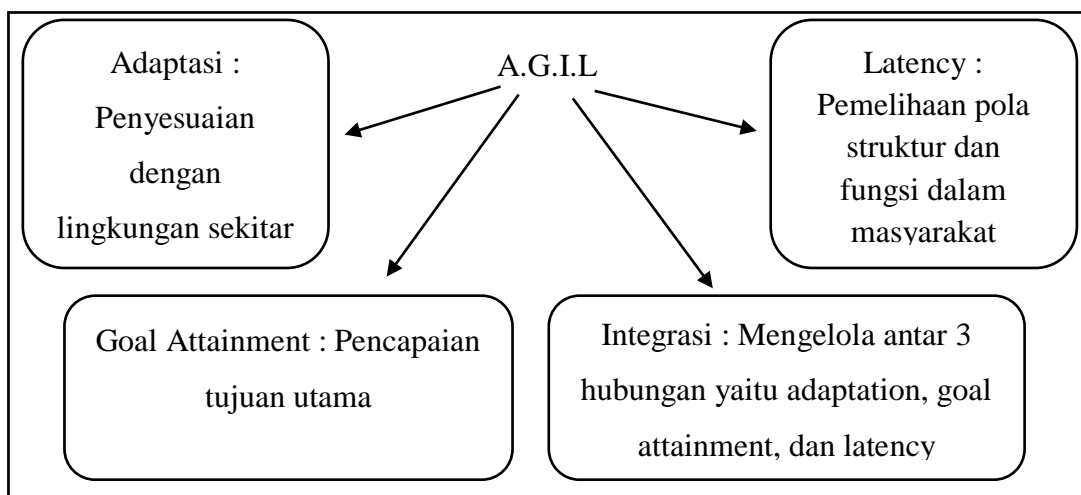 A.G.I.L
Adaptasi :
Penyesuaian
dengan
lingkungan sekitar
Goal Attainment : Pencapaian
tujuan utama
Integrasi : Mengelola antar 3
hubungan yaitu adaptation, goal
attainment, dan latency
Latency :
Pemelihaan pola
struktur dan
fungsi dalam
masyarakat